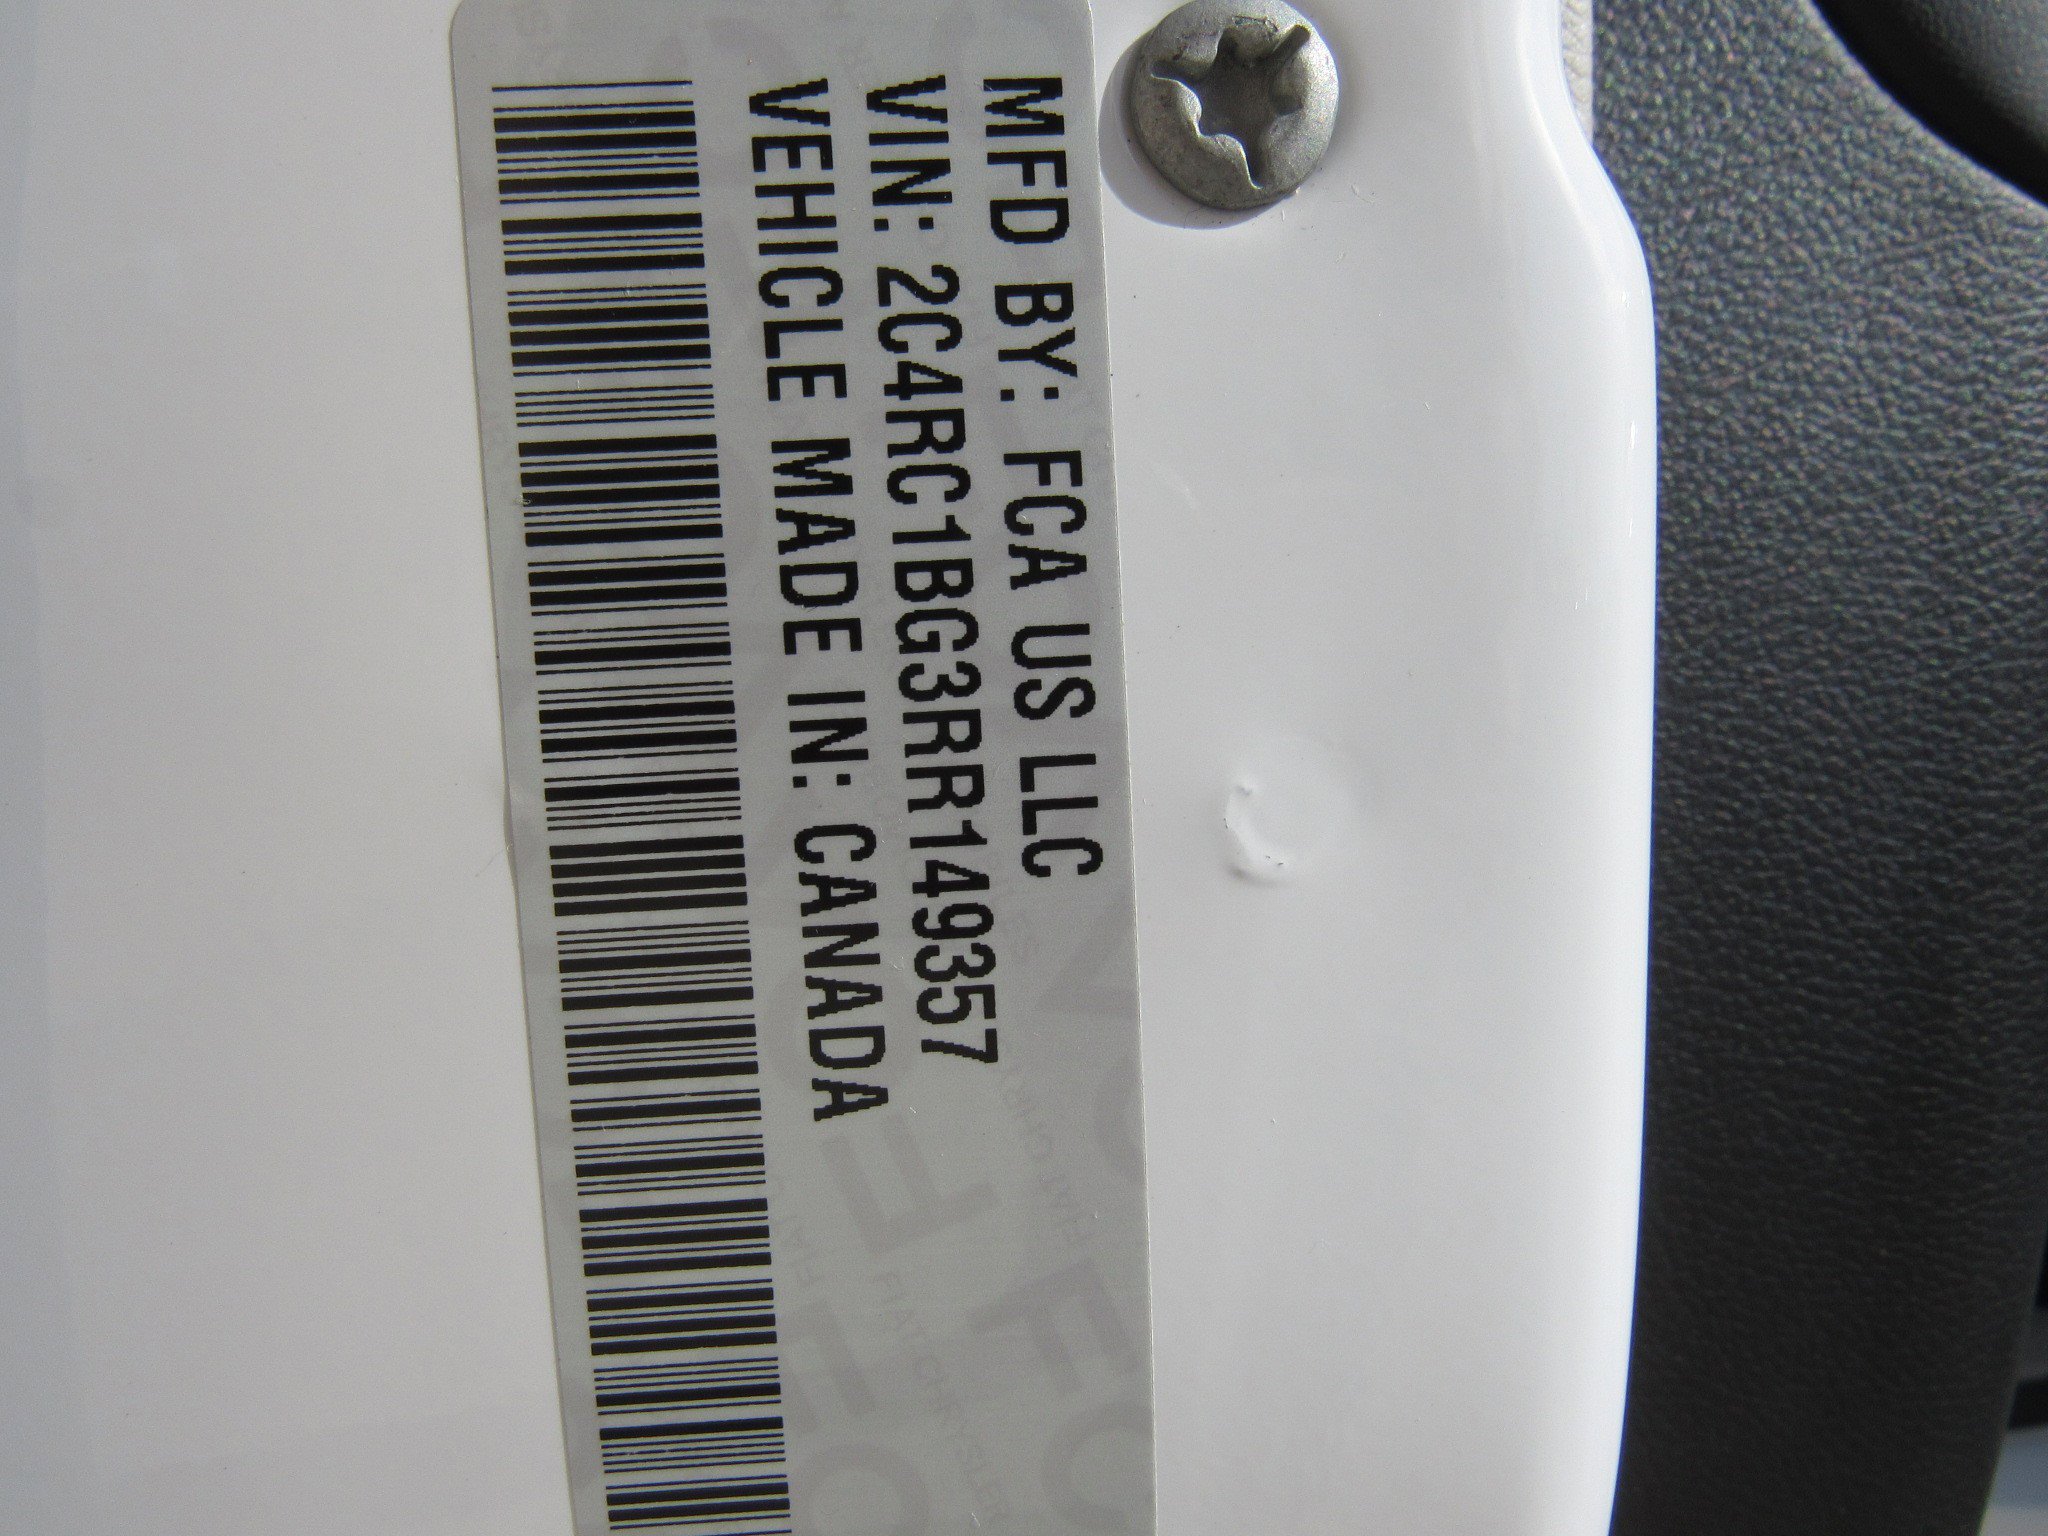 MFD BY: FCA US LLC
VIN: 2C4RC1BG3RR149357
VEHICLE MADE IN: CANADA